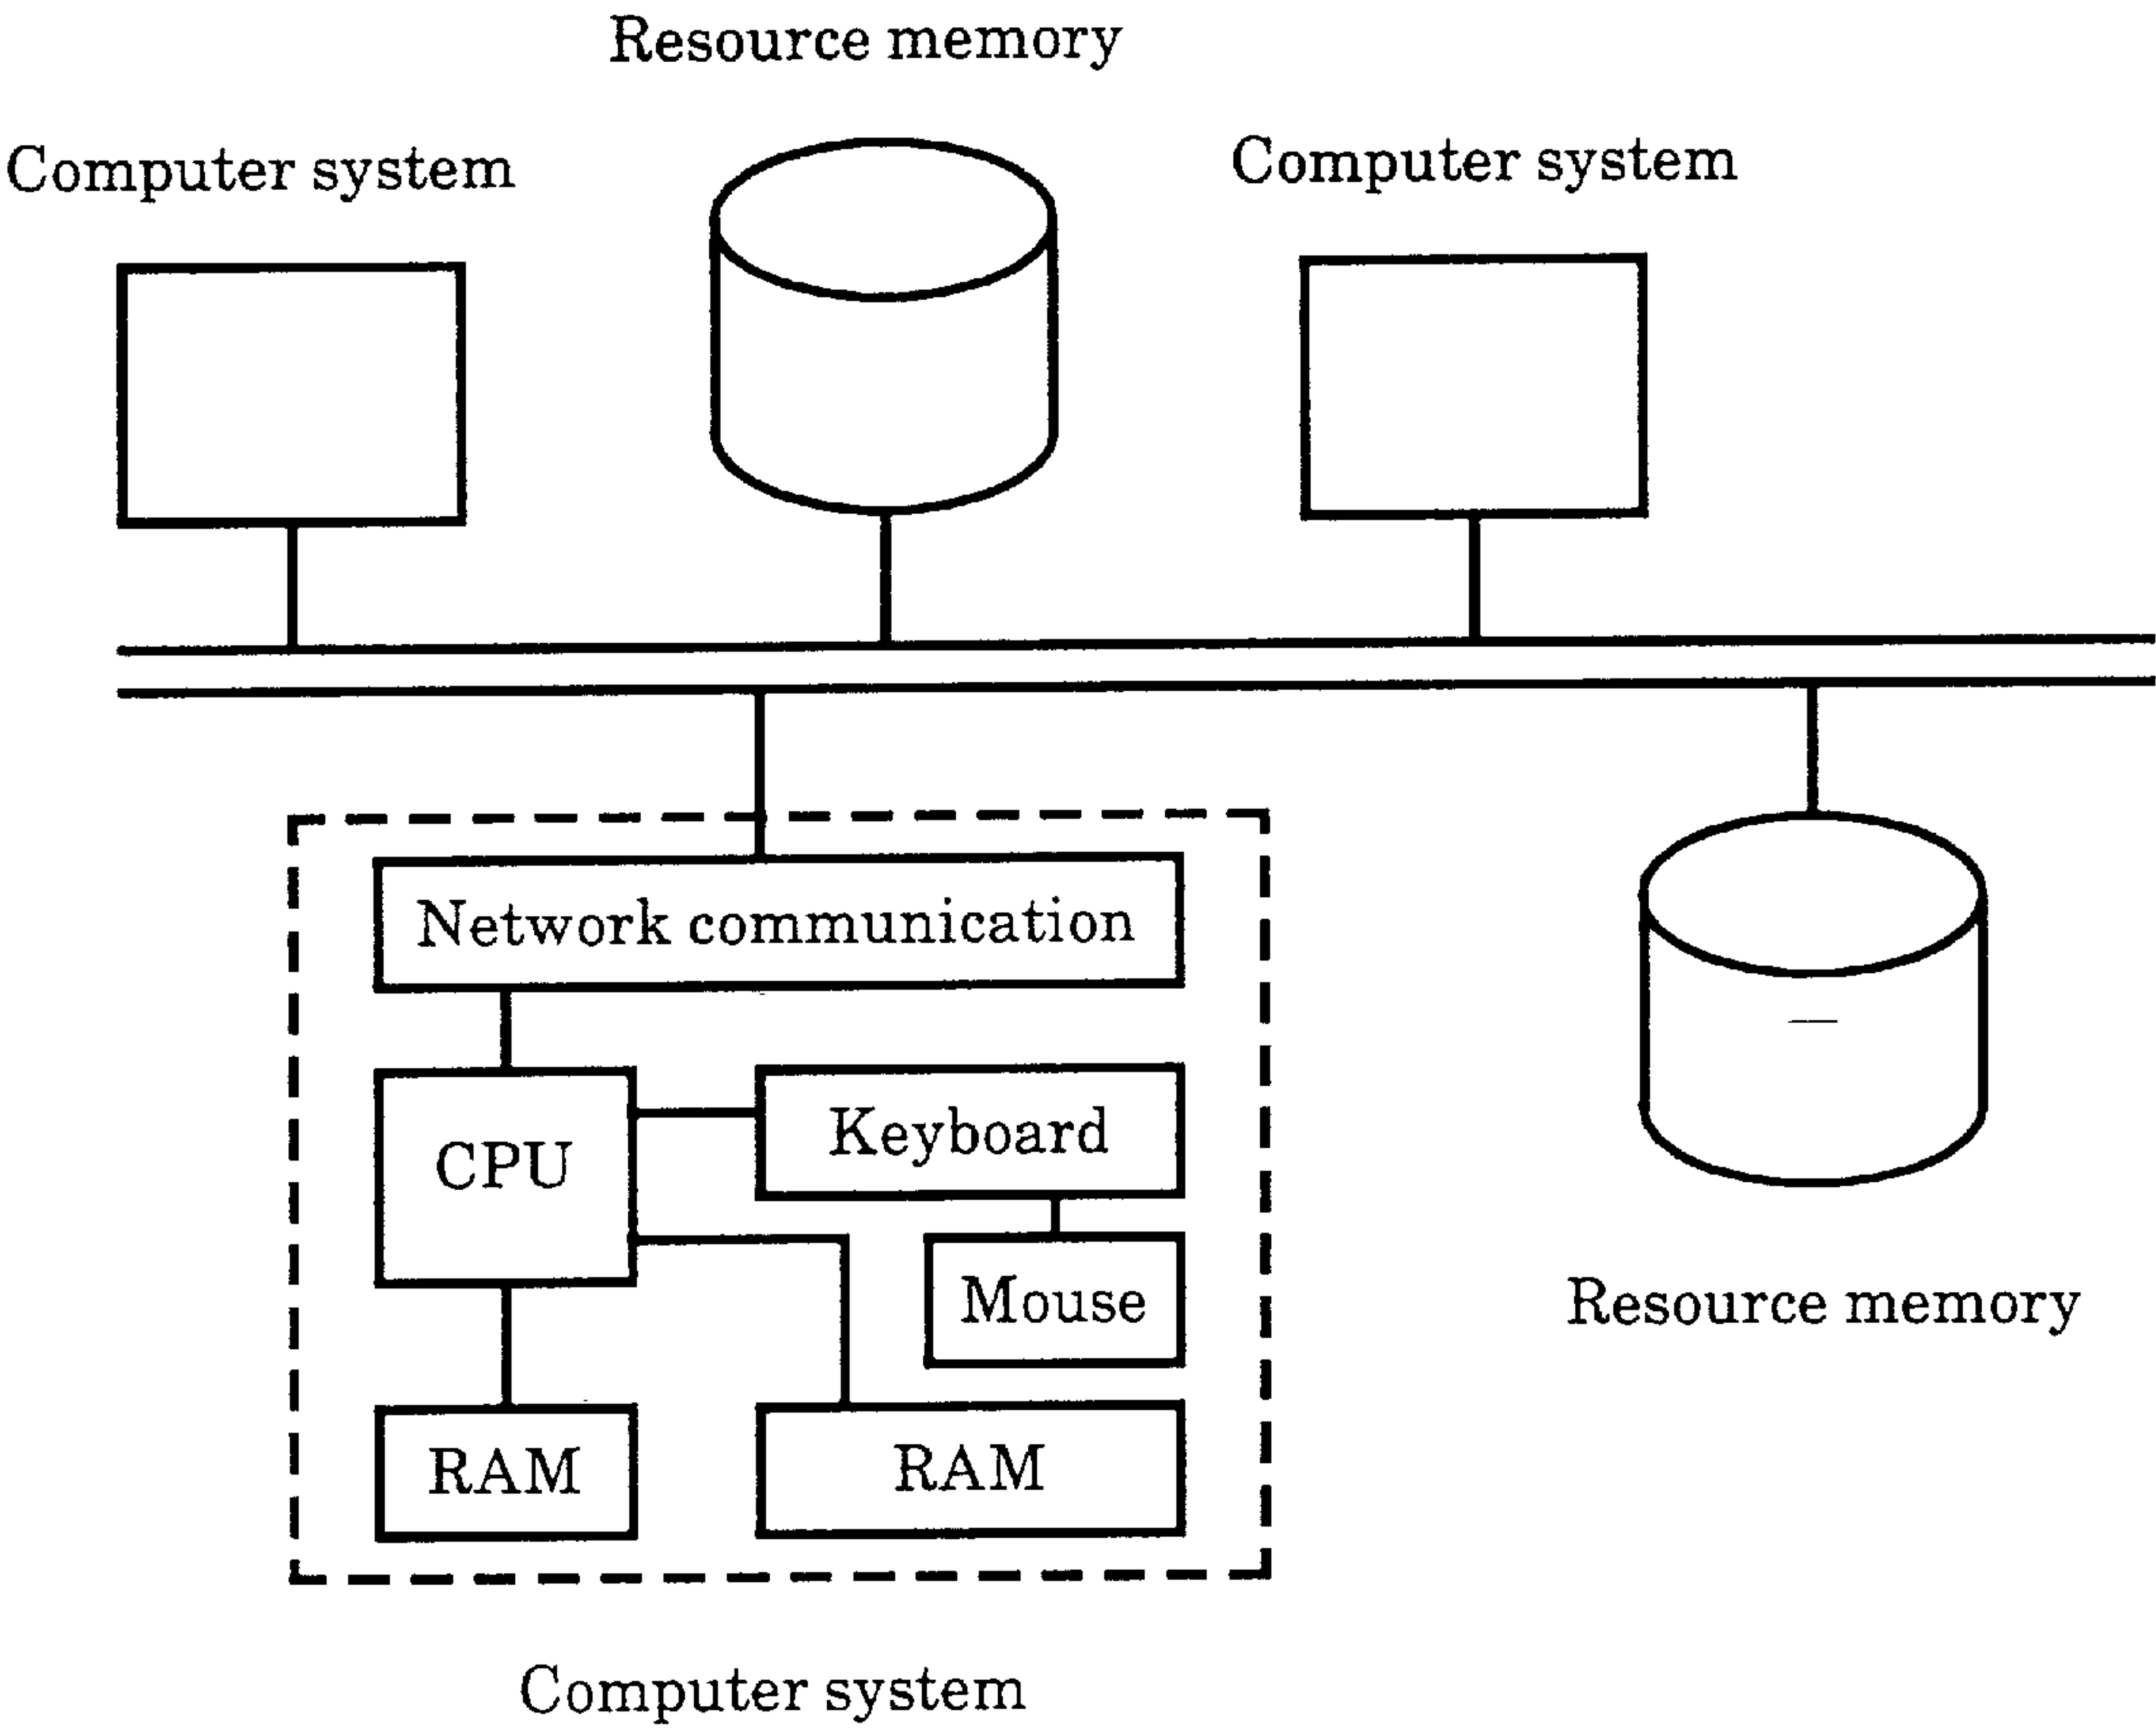 Resource memory
Computer system
Computer system
Network communication
CPU
Keyboard
Mouse
RAM
RAM
Resource memory
Computer system